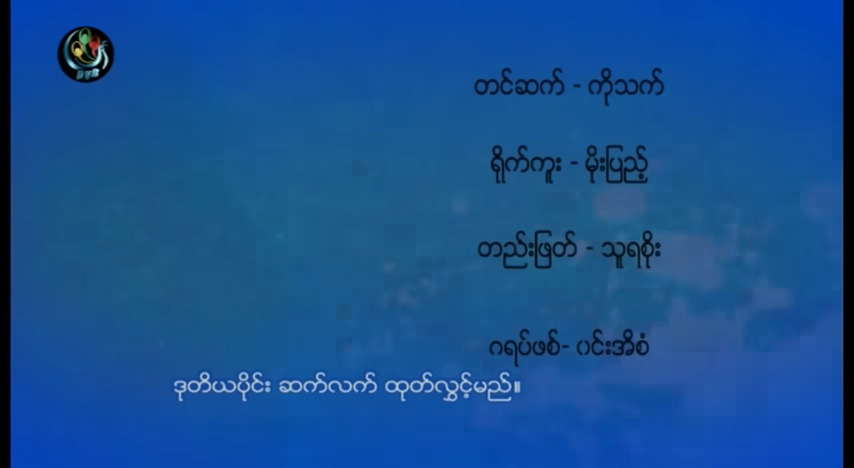 DVB
တင်ဆက် - ကိုသက်
ရိုက်ကူး - မိုးပြည့်
တည်းဖြတ် - သူရစိုး
ဂရပ်ဖစ်- ဝင်းအိစံ
ဒုတိယပိုင်း ဆက်လက် ထုတ်လွှင့်မည်။